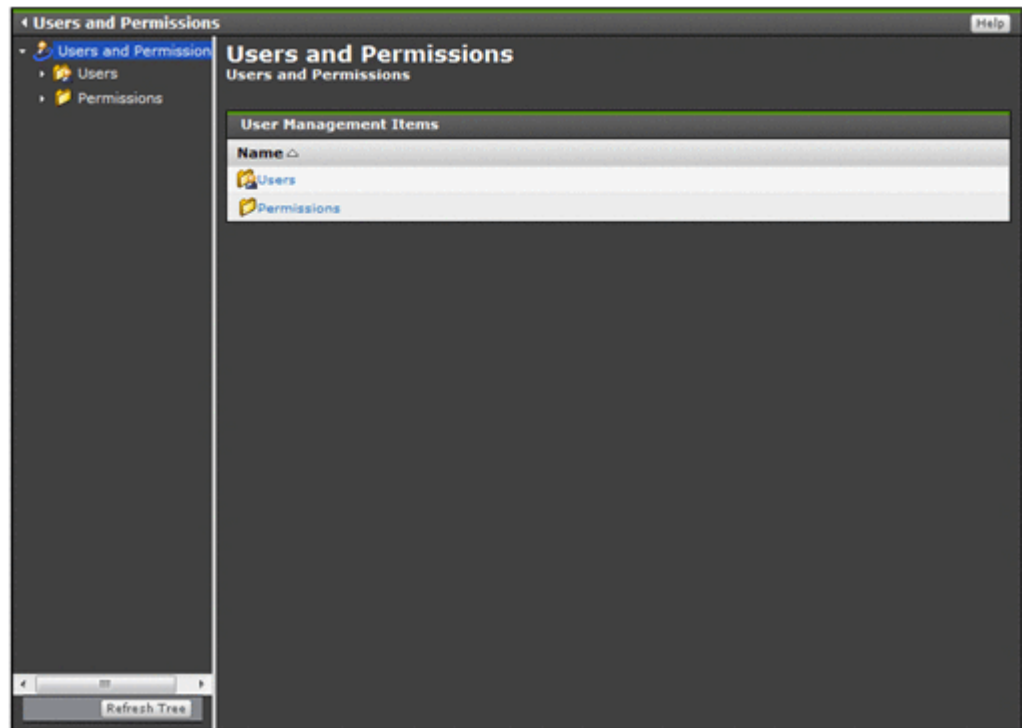 Users and Permissions
Help
Users and Permission
Users
Permissions
Users and Permissions
Users and Permissions
User Management Items
Name
Users
Permissions
Refresh Tree